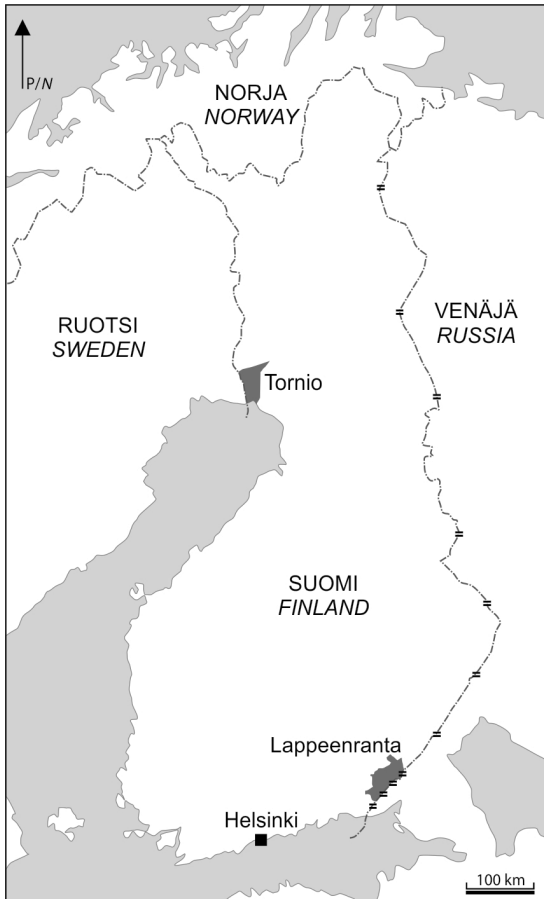 P/N
NORJA
NORWAY
RUOTSI
SWEDEN
VENÄJÄ
RUSSIA
Tornio
SUOMI
FINLAND
Lappeenranta
Helsinki
100 km